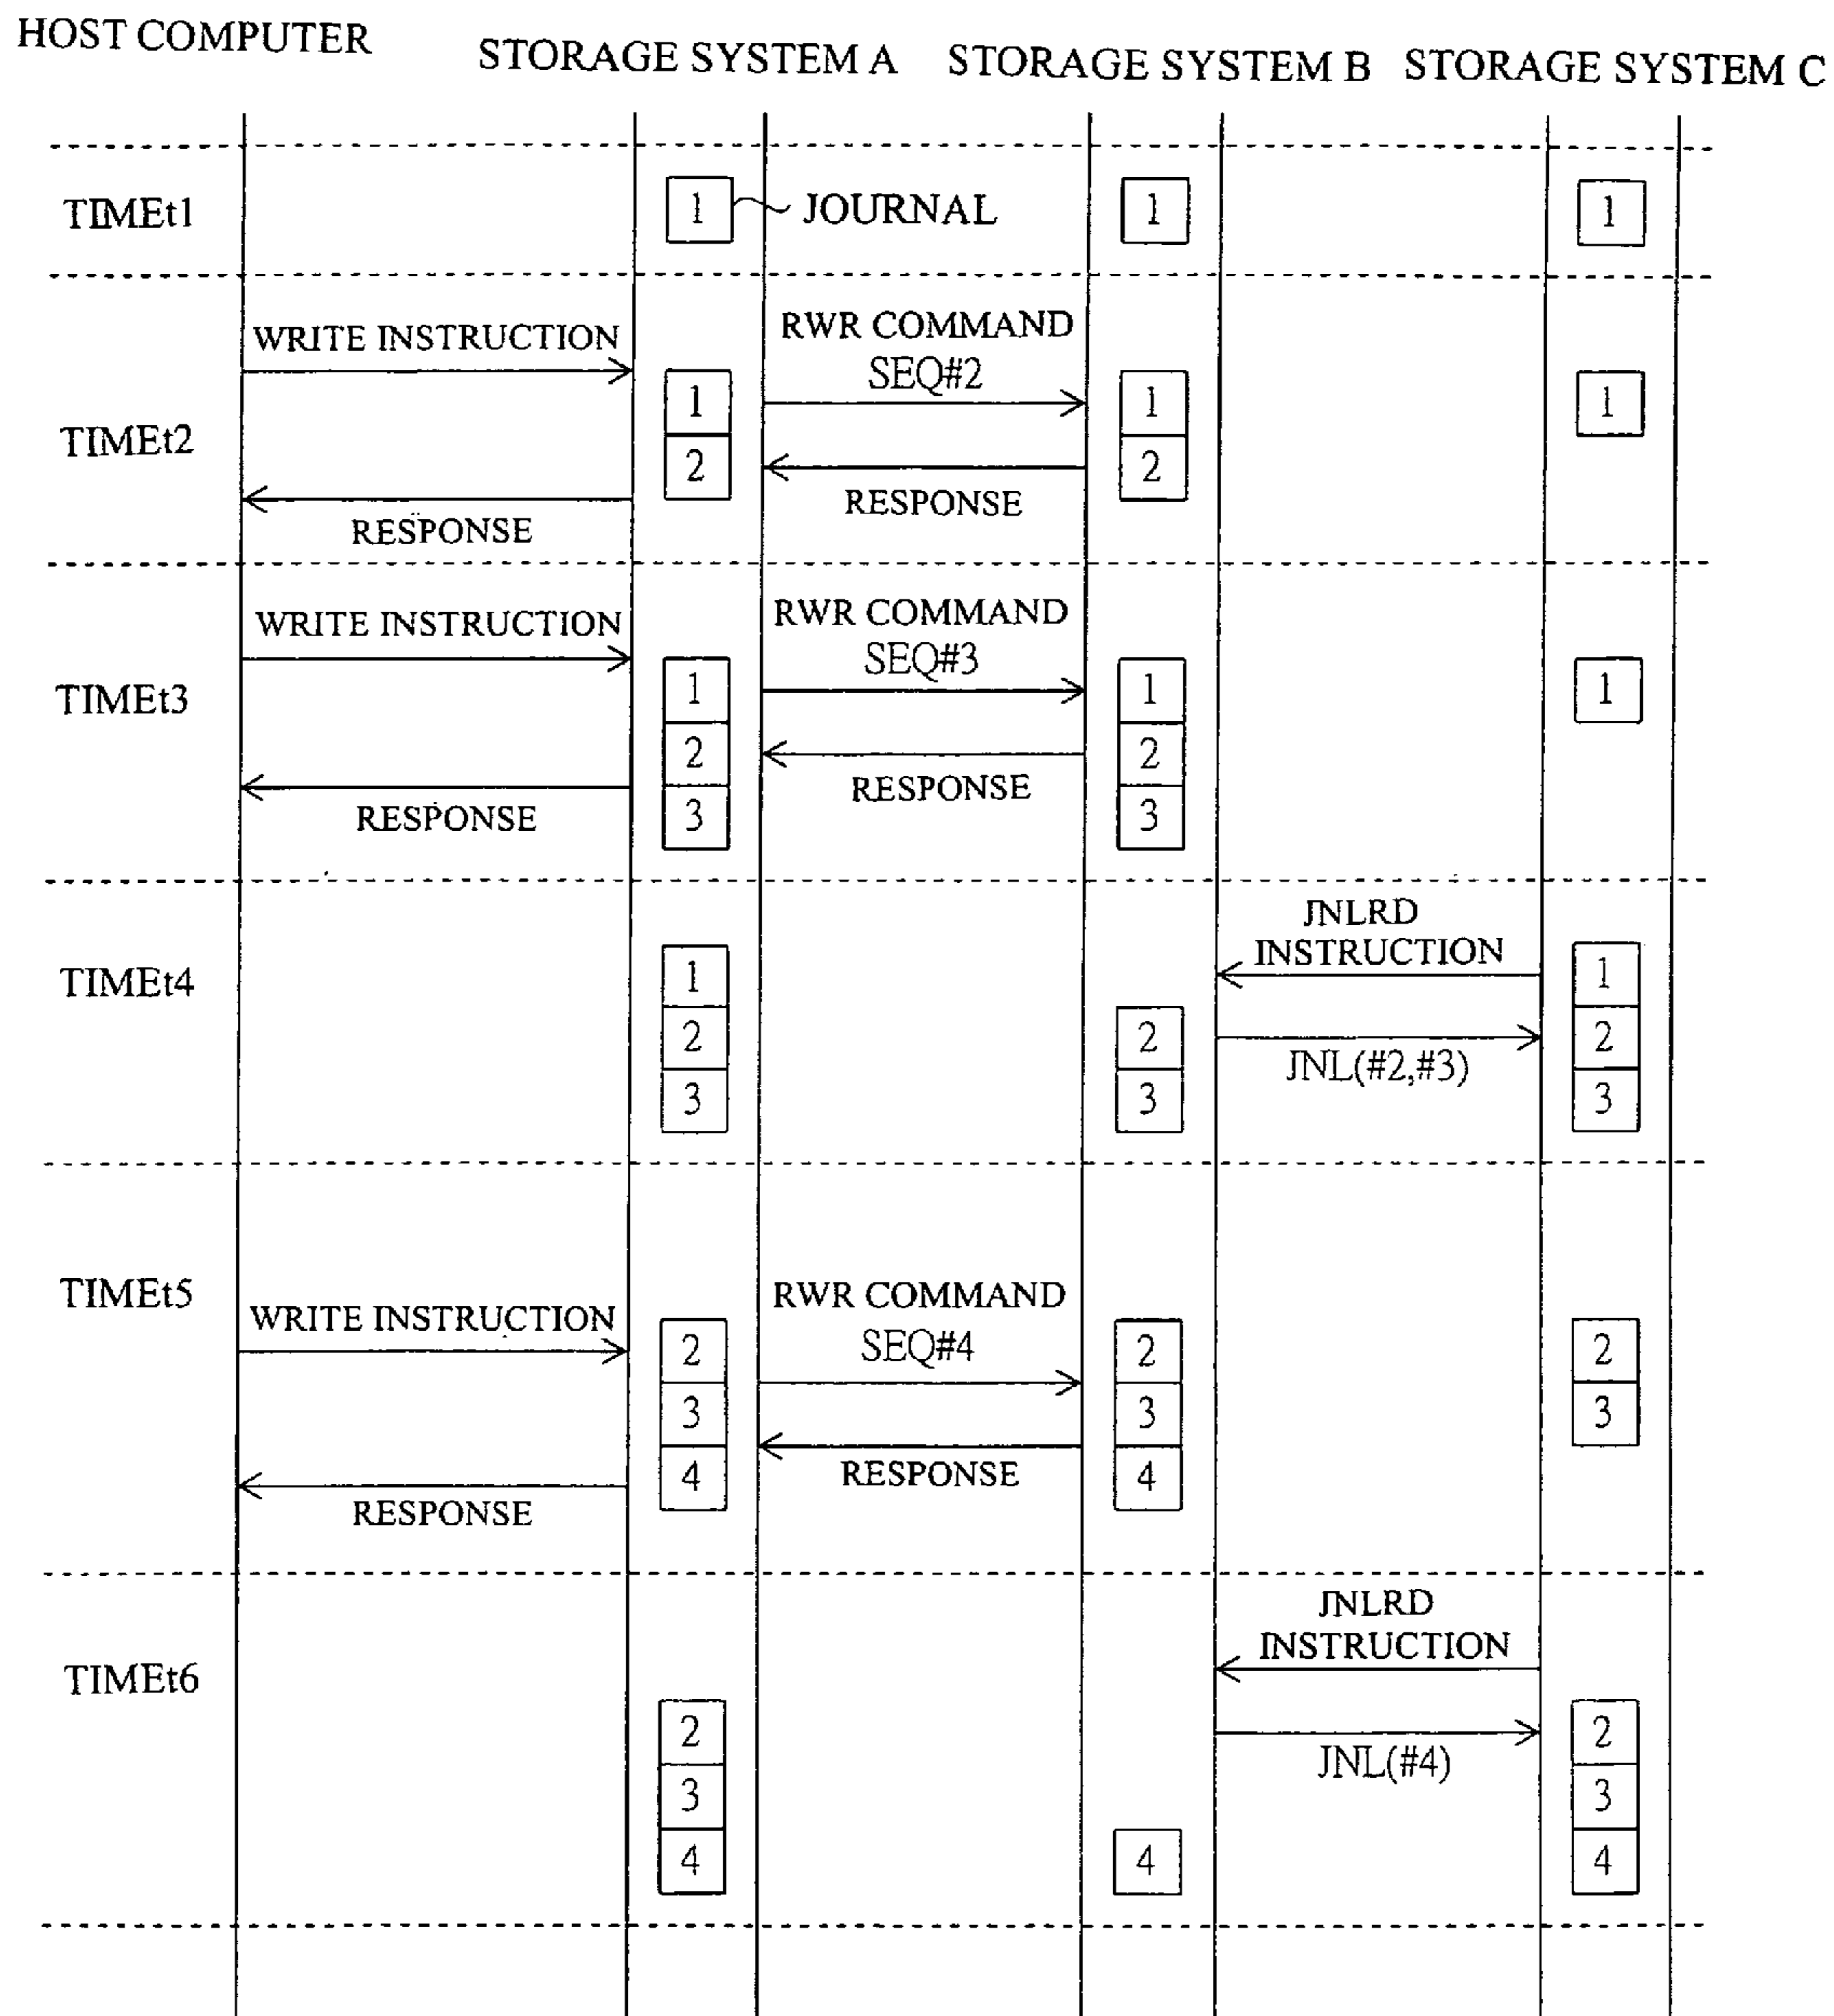 HOST COMPUTER
STORAGE SYSTEM A
STORAGE SYSTEM B
STORAGE SYSTEM C
TIMEt1
1
JOURNAL
1
1
TIMEt2
WRITE INSTRUCTION
RESPONSE
1
2
RWR COMMAND
SEQ#2
RESPONSE
1
2
1
TIMEt3
WRITE INSTRUCTION
RESPONSE
1
2
3
RWR COMMAND
SEQ#3
RESPONSE
1
2
3
1
TIMEt4
1
2
3
2
3
JNLRD
INSTRUCTION
JNL(#2,#3)
1
2
3
TIMEt5
WRITE INSTRUCTION
RESPONSE
2
3
4
RWR COMMAND
SEQ#4
RESPONSE
2
3
4
2
3
TIMEt6
2
3
4
4
JNLRD
INSTRUCTION
JNL(#4)
2
3
4